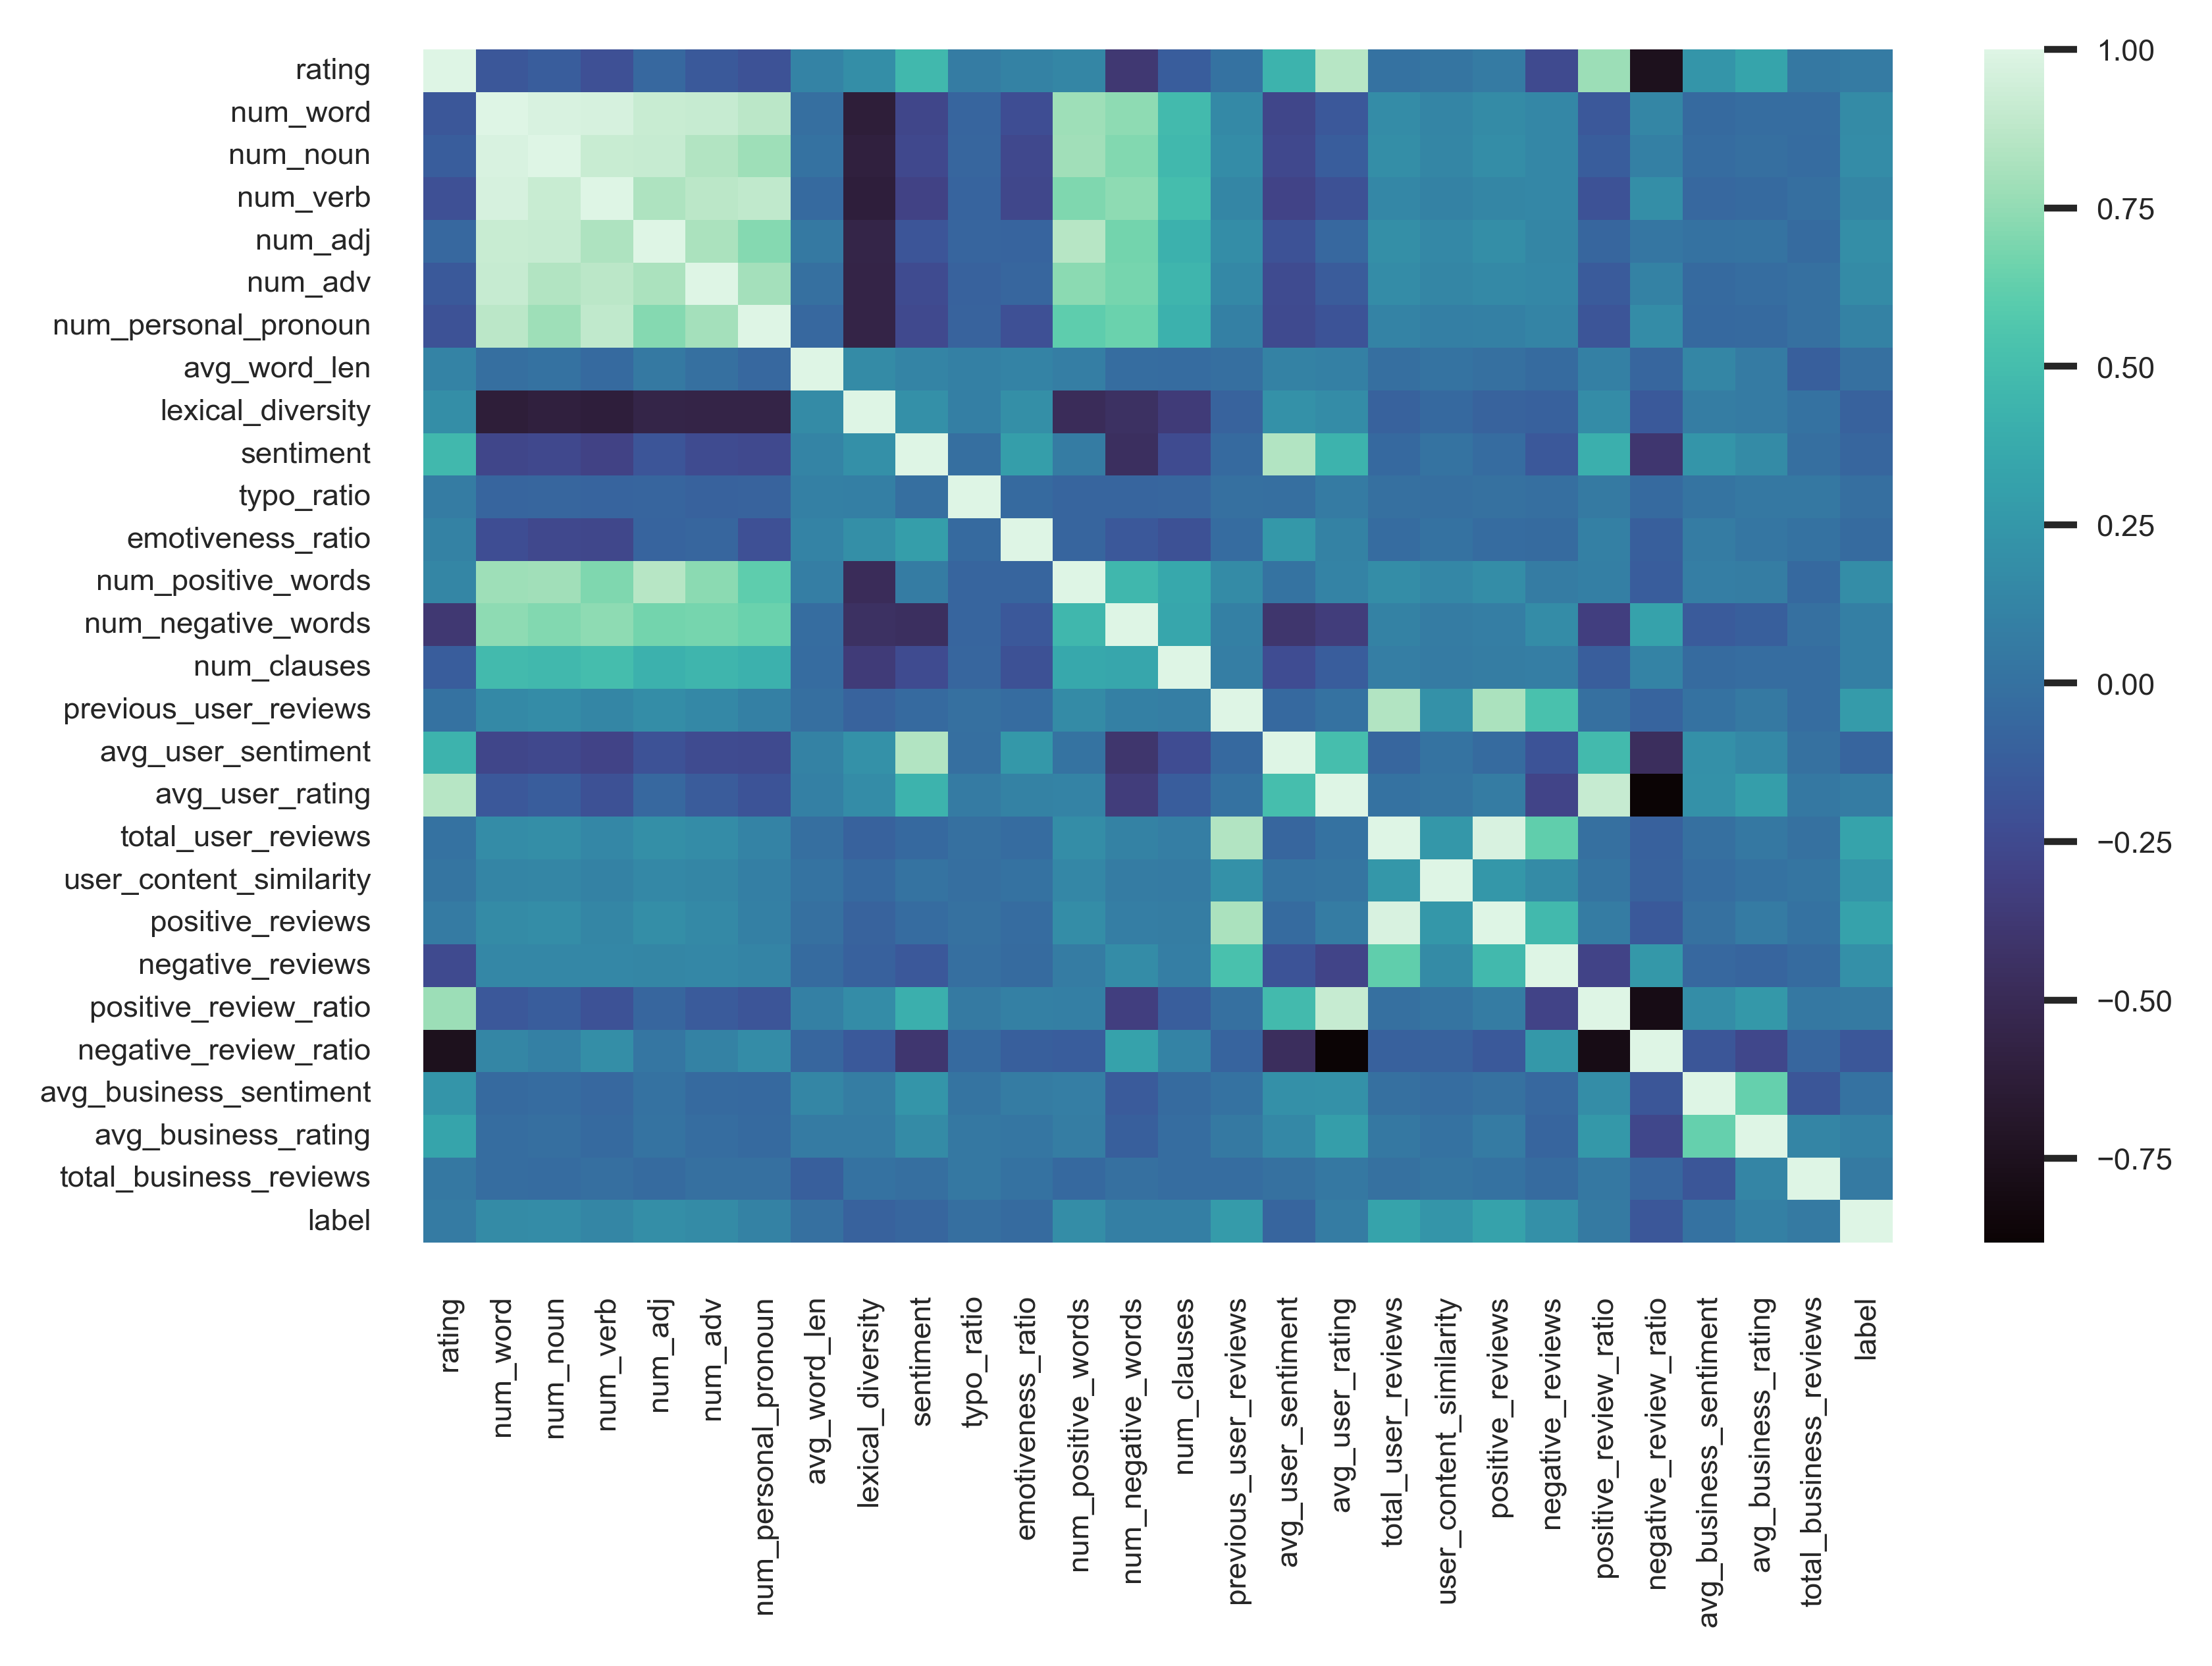 rating
num_word
num_noun
num_verb
num_adj
num_adv
num_personal_pronoun
avg_word_len
lexical_diversity
sentiment
typo_ratio
emotiveness_ratio
num_positive_words
num_negative_words
num_clauses
previous_user_reviews
avg_user_sentiment
avg_user_rating
total_user_reviews
user_content_similarity
positive_reviews
negative_reviews
positive_review_ratio
negative_review_ratio
avg_business_sentiment
avg_business_rating
total_business_reviews
label
rating
num_word
num_noun
num_verb
num_adj
num_adv
num_personal_pronoun
avg_word_len
lexical_diversity
sentiment
typo_ratio
emotiveness_ratio
num_positive_words
num_negative_words
num_clauses
previous_user_reviews
avg_user_sentiment
avg_user_rating
total_user_reviews
user_content_similarity
positive_reviews
negative_reviews
positive_review_ratio
negative_review_ratio
avg_business_sentiment
avg_business_rating
total_business_reviews
label
1.00
0.75
0.50
0.25
0.00
−0.25
−0.50
−0.75